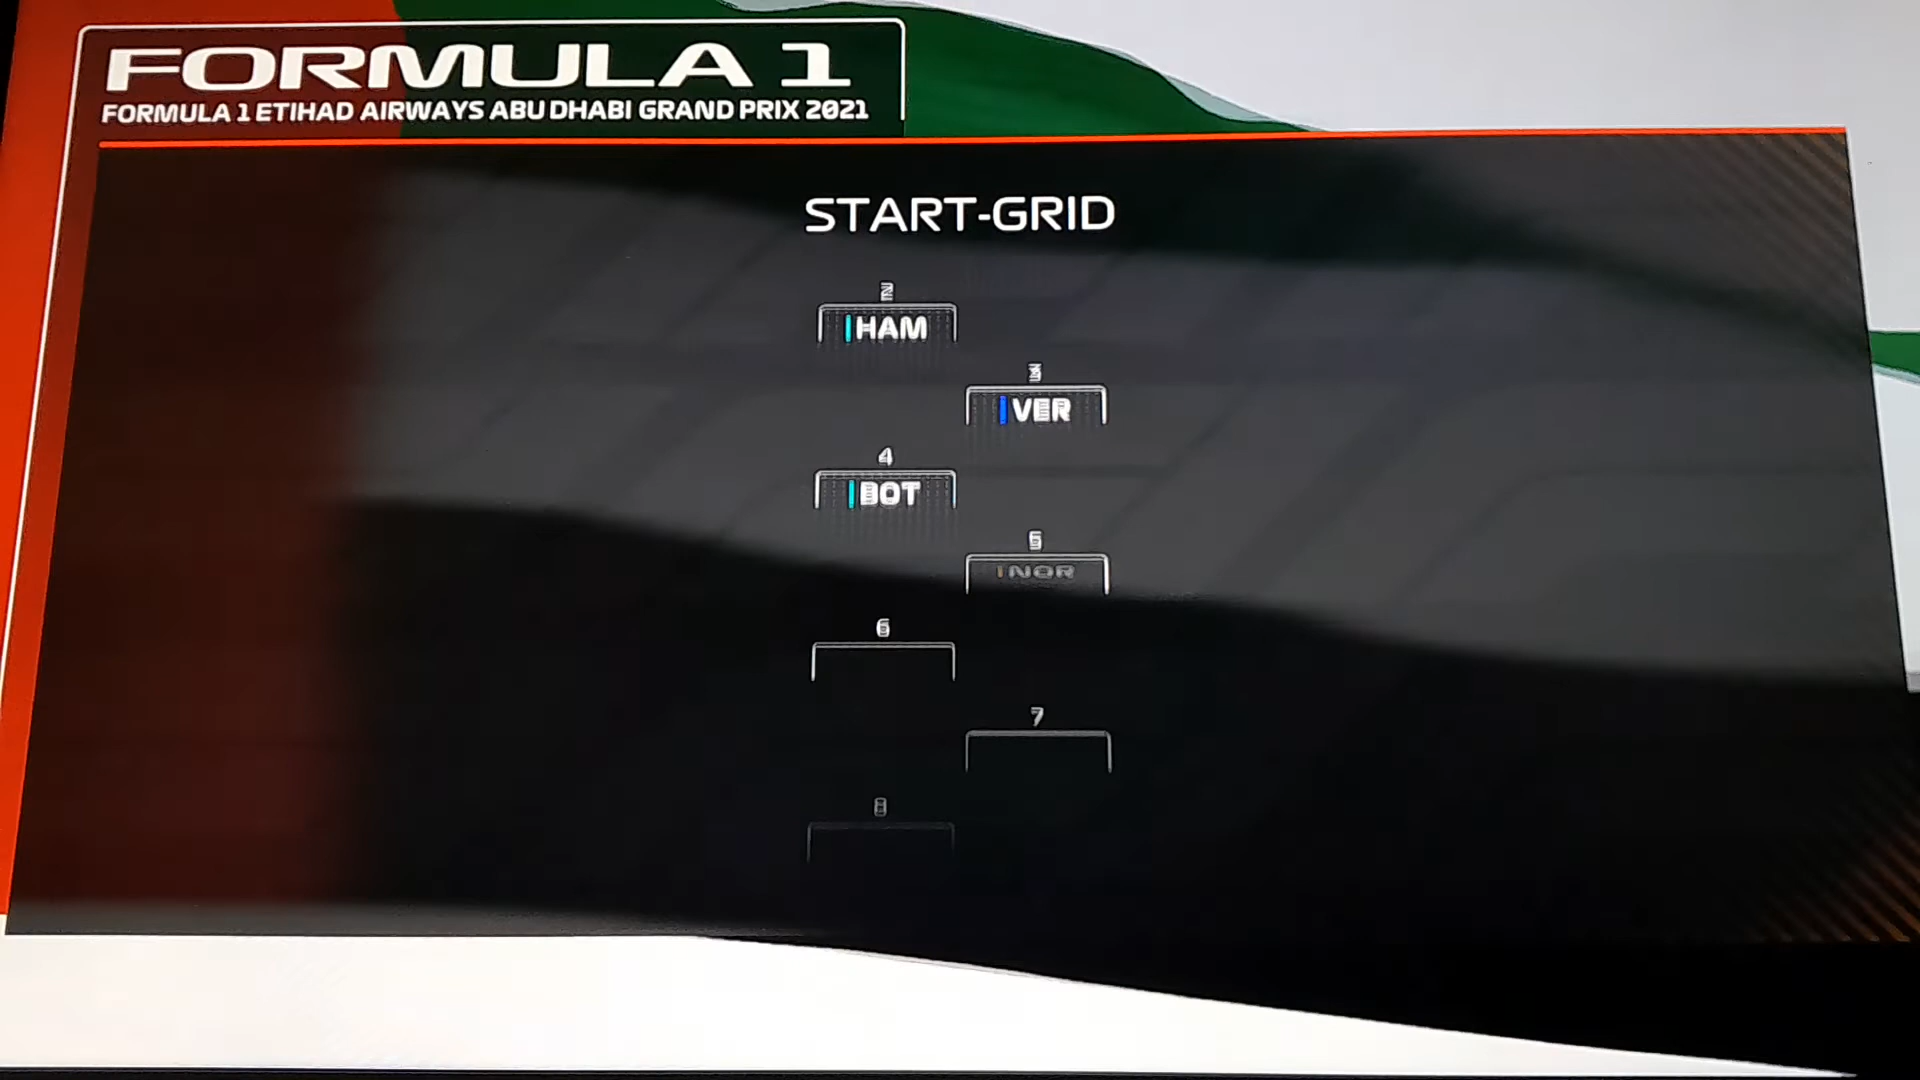 FORMULA 1
FORMULA 1 ETIHAD AIRWAYS ABU DHABI GRAND PRIX 2021
START-GRID
2
HAM
3
VER
4
BOT
5
NOR
6
7
8